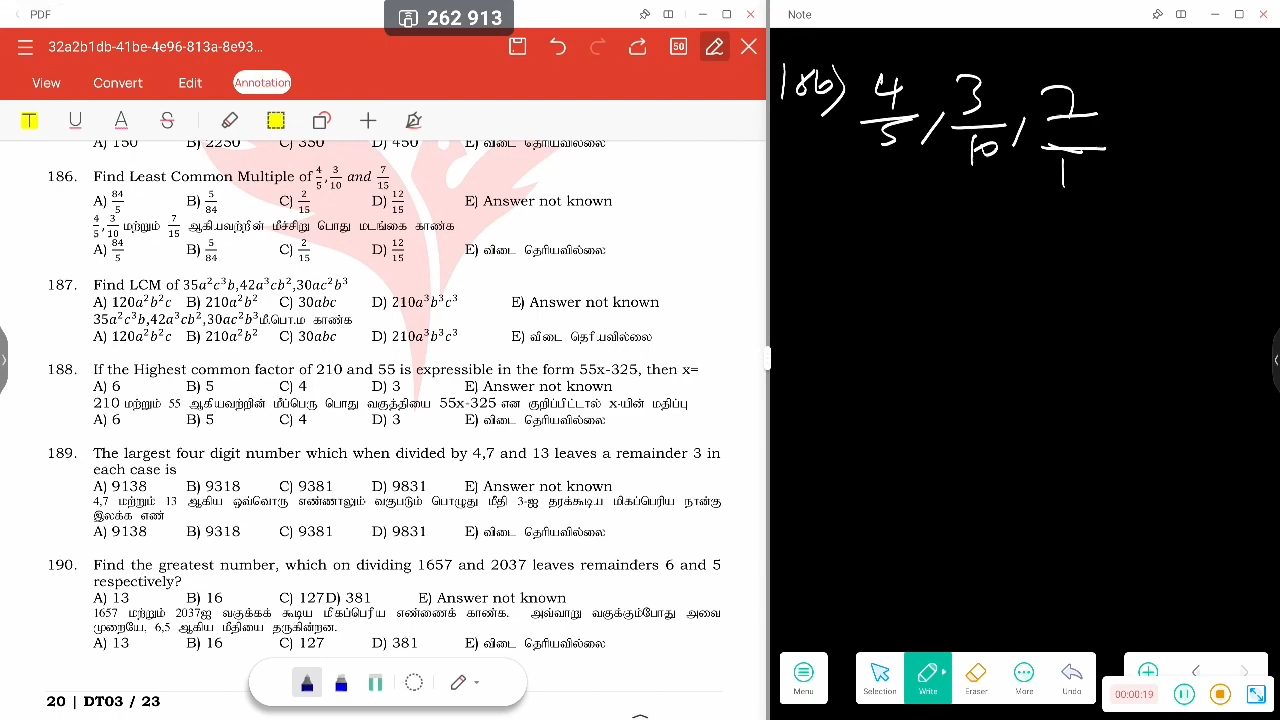 PDF
262 913
Note
32a2b1db-41be-4e96-813a-8e93...
50
View Convert Edit Annotation
T U A S
A) 150 B) 2250 C) 350 D) 450 E) விடை தெரியவில்லை
186. Find Least Common Multiple of 4/5, 3/10 and 7/15
A) 84/5 B) 5/84 C) 2/15 D) 12/15 E) Answer not known
4/5, 3/10 மற்றும் 7/15 ஆகியவற்றின் மீச்சிறு பொது மடங்கை காண்க
A) 84/5 B) 5/84 C) 2/15 D) 12/15 E) விடை தெரியவில்லை
187. Find LCM of 35a²c³b,42a³cb²,30ac²b³
A) 120a²b²c B) 210a²b² C) 30abc D) 210a³b³c³ E) Answer not known
35a²c³b,42a³cb²,30ac²b³மீ.பொ.ம காண்க
A) 120a²b²c B) 210a²b² C) 30abc D) 210a³b³c³ E) விடை தெரியவில்லை
188. If the Highest common factor of 210 and 55 is expressible in the form 55x-325, then x=
A) 6 B) 5 C) 4 D) 3 E) Answer not known
210 மற்றும் 55 ஆகியவற்றின் மீப்பெரு பொது வகுத்தியை 55x-325 என குறிப்பிட்டால் x-யின் மதிப்பு
A) 6 B) 5 C) 4 D) 3 E) விடை தெரியவில்லை
189. The largest four digit number which when divided by 4,7 and 13 leaves a remainder 3 in
each case is
A) 9138 B) 9318 C) 9381 D) 9831 E) Answer not known
4,7 மற்றும் 13 ஆகிய ஒவ்வொரு எண்ணாலும் வகுபடும் பொழுது மீதி 3-ஐ தரக்கூடிய மிகப்பெரிய நான்கு
இலக்க எண்
A) 9138 B) 9318 C) 9381 D) 9831 E) விடை தெரியவில்லை
190. Find the greatest number, which on dividing 1657 and 2037 leaves remainders 6 and 5
respectively?
A) 13 B) 16 C) 127D) 381 E) Answer not known
1657 மற்றும் 2037ஐ வகுக்கக் கூடிய மிகப்பெரிய எண்ணைக் காண்க. அவ்வாறு வகுக்கும்போது அவை
முறையே, 6,5 ஆகிய மீதியை தருகின்றன.
A) 13 B) 16 C) 127 D) 381 E) விடை தெரியவில்லை
20 | DT03 / 23
186) 4/5, 3/10, 7/1
Menu Selection Write Eraser More Undo
00:00:19